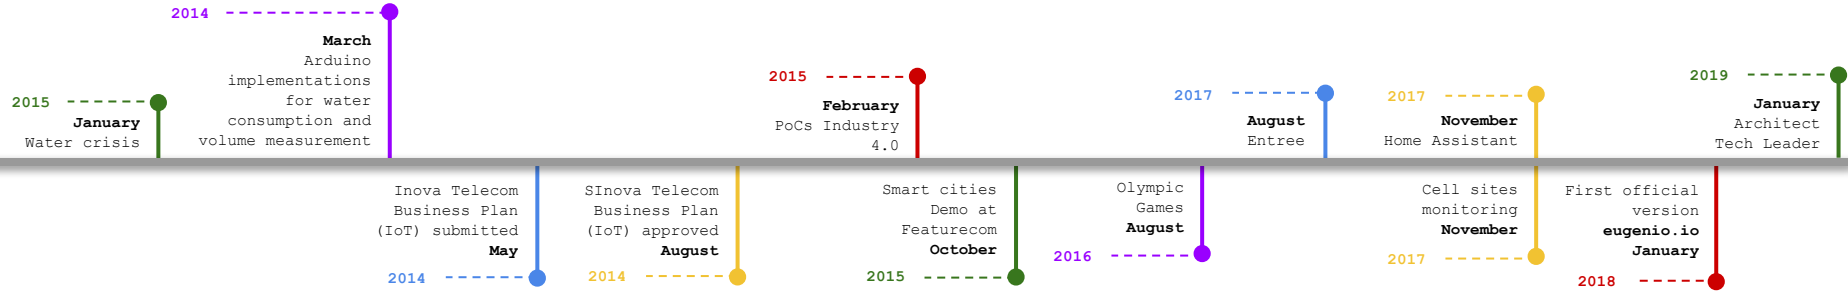 2015
January
Water crisis
2014
March
Arduino
implementations
for water
consumption and
volume measurement
Inova Telecom
Business Plan
(IoT) submitted
May
2014
SInova Telecom
Business Plan
(IoT) approved
August
2014
2015
February
PoCs Industry
4.0
Smart cities
Demo at
Featurecom
October
2015
Olympic
Games
August
2016
2017
August
Entree
2017
November
Home Assistant
Cell sites
monitoring
November
2017
First official
version
eugenio.io
January
2018
2019
January
Architect
Tech Leader